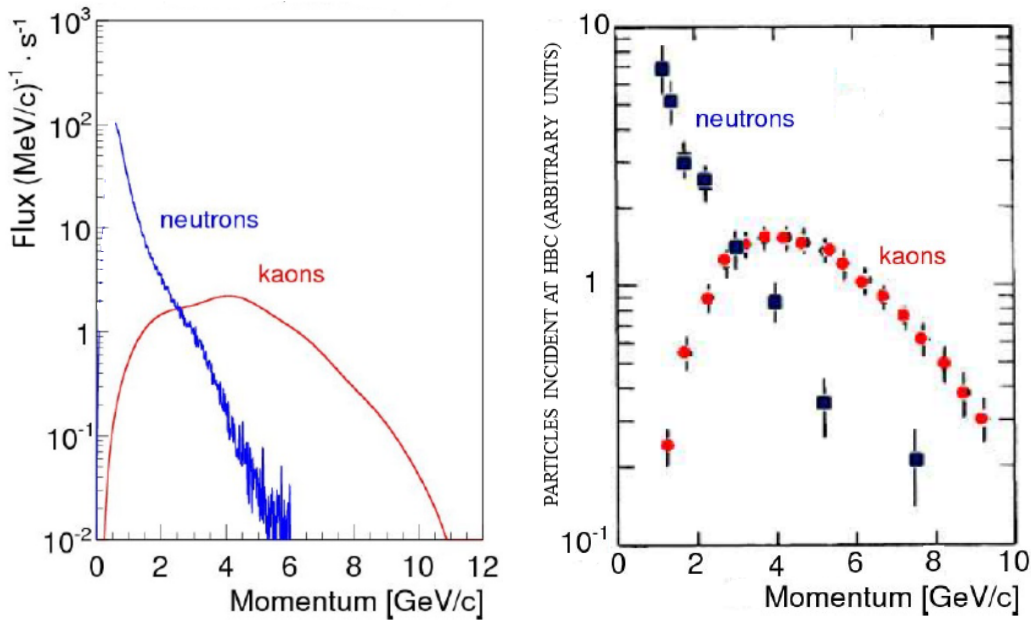 Flux (MeV/c)⁻¹ · s⁻¹
10³
10²
10
1
10⁻¹
10⁻²
neutrons
kaons
0 2 4 6 8 10 12
Momentum [GeV/c]
PARTICLES INCIDENT AT HBC (ARBITRARY UNITS)
10
1
10⁻¹
neutrons
kaons
0 2 4 6 8 10
Momentum [GeV/c]